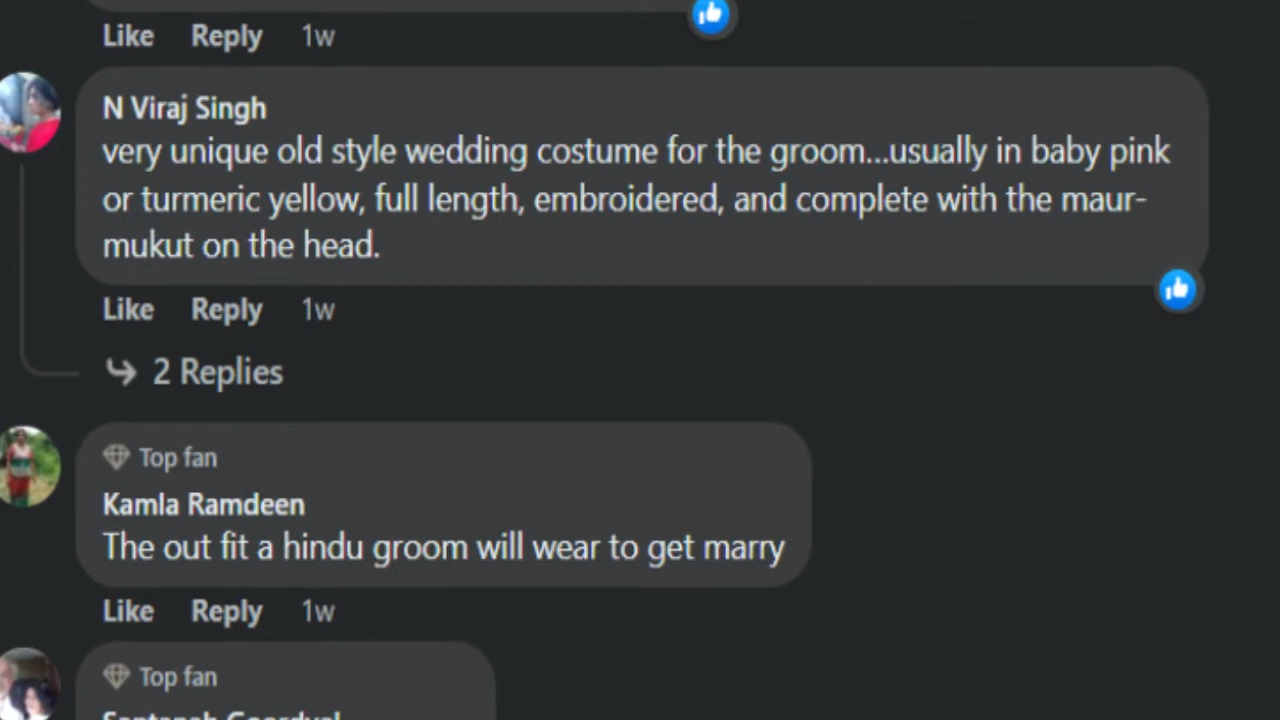 Like Reply 1w
N Viraj Singh
very unique old style wedding costume for the groom...usually in baby pink
or turmeric yellow, full length, embroidered, and complete with the maur-
mukut on the head.
Like Reply 1w
2 Replies
Top fan
Kamla Ramdeen
The out fit a hindu groom will wear to get marry
Like Reply 1w
Top fan